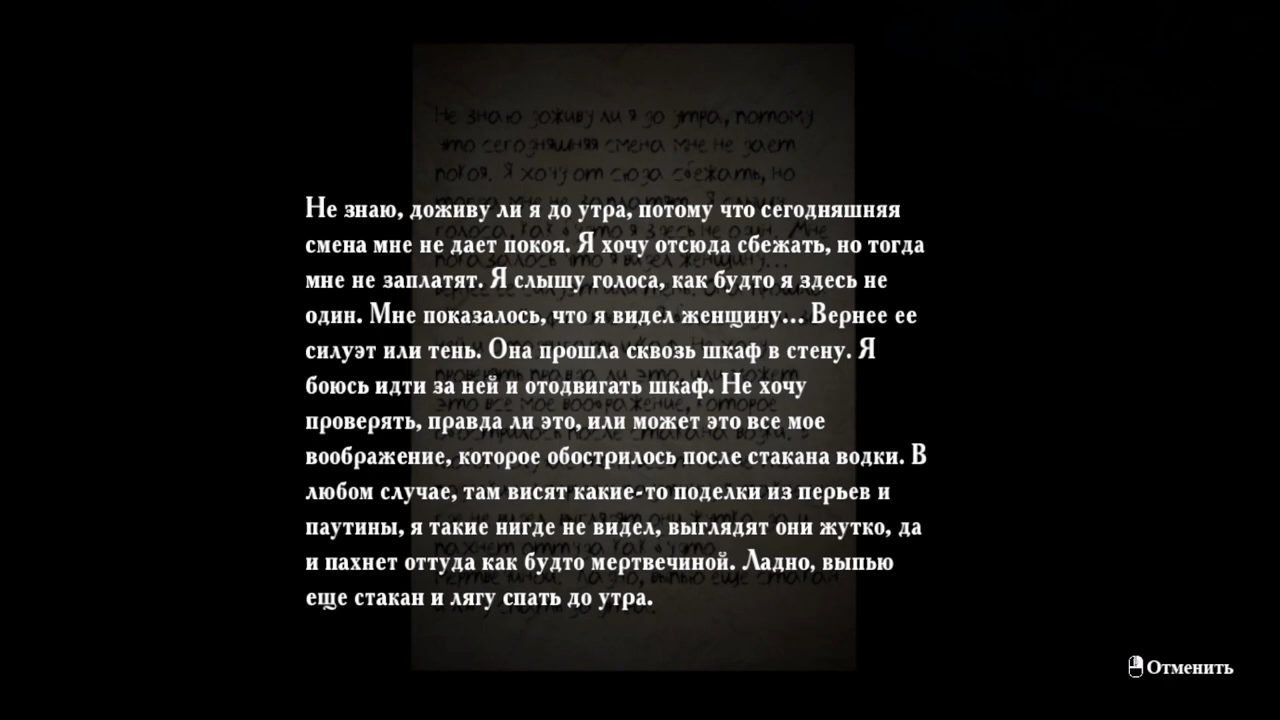 Не знаю, доживу ли я до утра, потому что сегодняшняя
смена мне не дает покоя. Я хочу отсюда сбежать, но тогда
мне не заплатят. Я слышу голоса, как будто я здесь не
один. Мне показалось, что я видел женщину... Вернее ее
силуэт или тень. Она прошла сквозь шкаф в стену. Я
боюсь идти за ней и отодвигать шкаф. Не хочу
проверять, правда ли это, или может это все мое
воображение, которое обострилось после стакана водки. В
любом случае, там висят какие-то поделки из перьев и
паутины, я такие нигде не видел, выглядят они жутко, да
и пахнет оттуда как будто мертвечиной. Ладно, выпью
еще стакан и лягу спать до утра.
Отменить